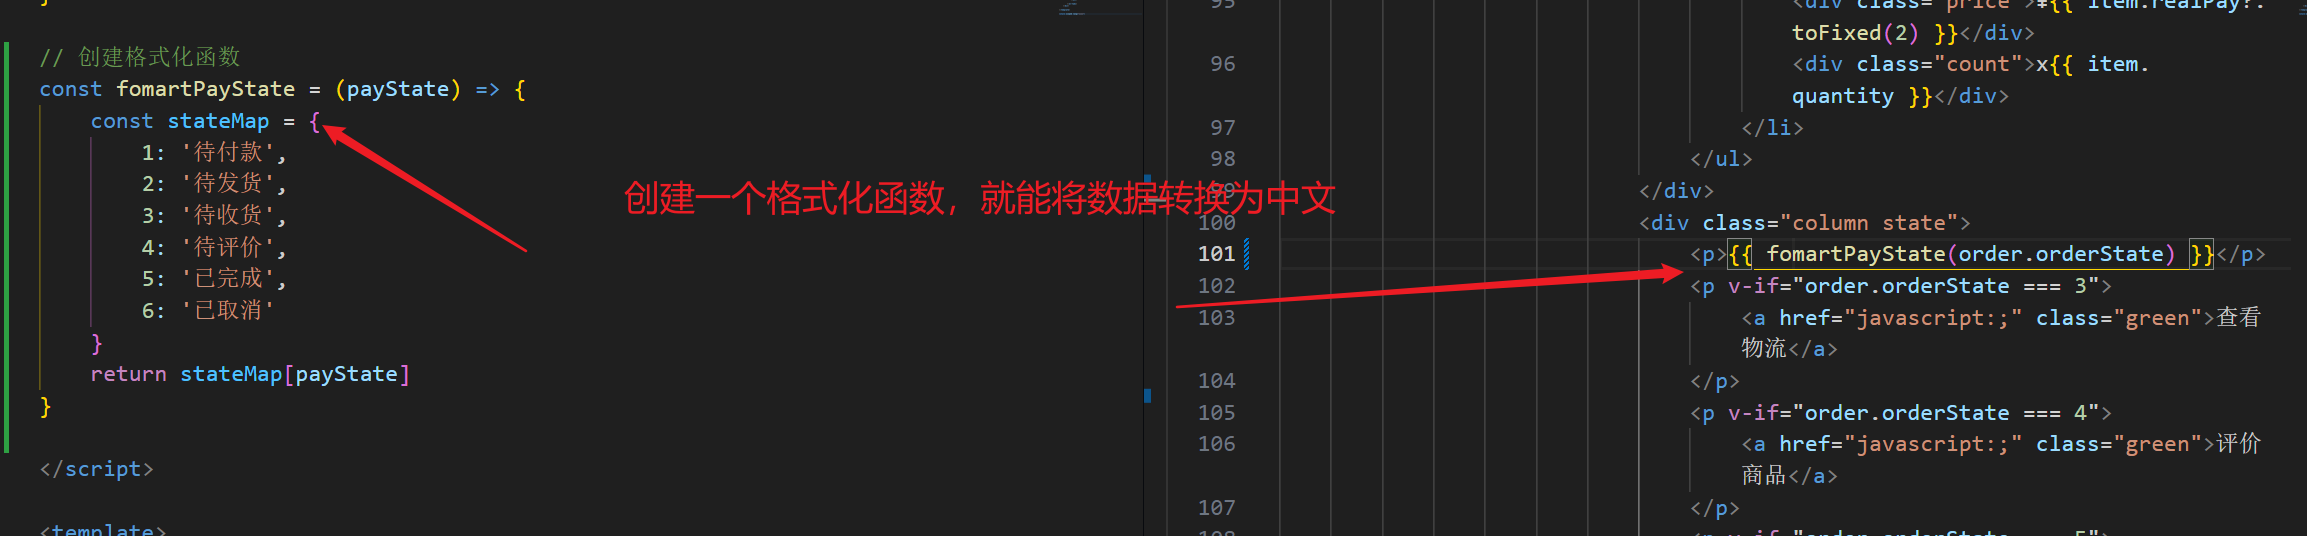 }
// 创建格式化函数
const fomartPayState = (payState) => {
const stateMap = {
1: '待付款',
2: '待发货',
3: '待收货',
4: '待评价',
5: '已完成',
6: '已取消'
}
return stateMap[payState]
}
</script>
<template>
创建一个格式化函数，就能将数据转换为中文
95 <div class="price">¥{{ item.realPay?.
toFixed(2) }}</div>
96 <div class="count">x{{ item.
quantity }}</div>
97 </li>
98 </ul>
99 </div>
100 <div class="column state">
101 <p>{{ fomartPayState(order.orderState) }}</p>
102 <p v-if="order.orderState === 3">
103 <a href="javascript:;" class="green">查看
物流</a>
104 </p>
105 <p v-if="order.orderState === 4">
106 <a href="javascript:;" class="green">评价
商品</a>
107 </p>
108 <p v-if="order.orderState === 5">